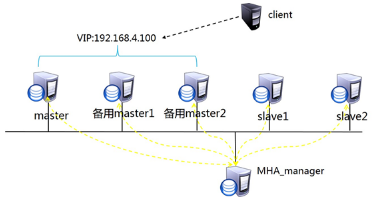 client
VIP:192.168.4.100
master
备用master1
备用master2
slave1
slave2
MHA_manager